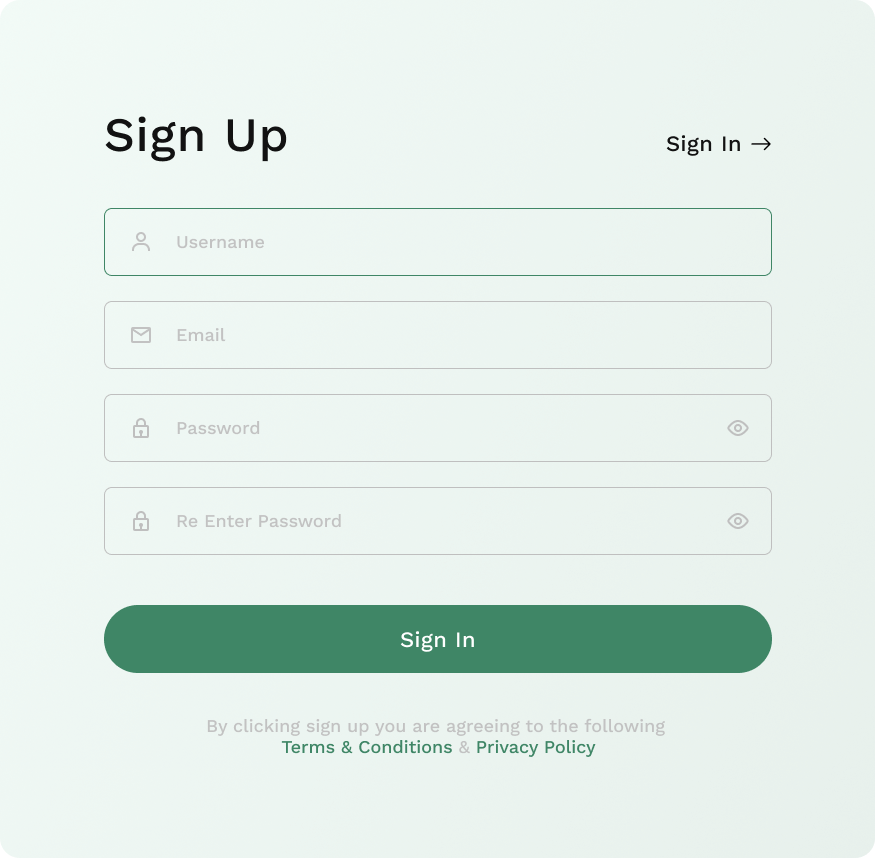 Sign Up
Sign In →
Username
Email
Password
Re Enter Password
Sign In
By clicking sign up you are agreeing to the following
Terms & Conditions & Privacy Policy